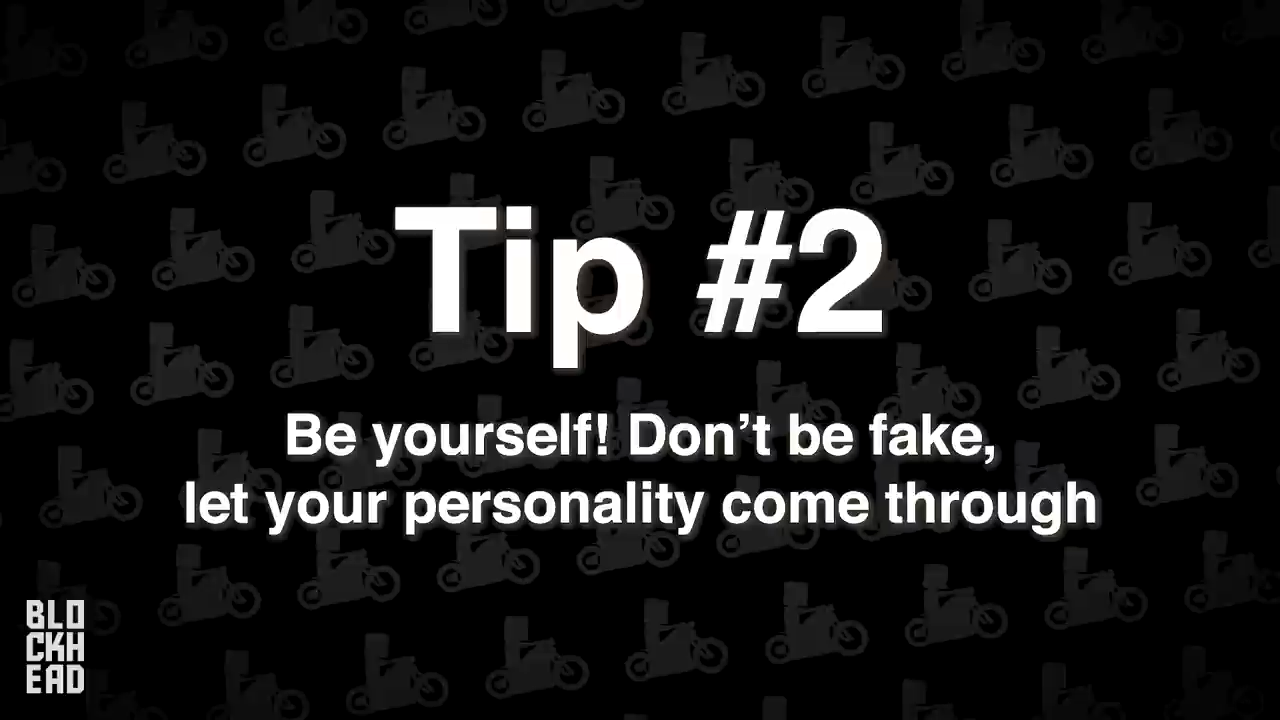 Tip #2
Be yourself! Don’t be fake,
let your personality come through
BLO
CKH
EAD